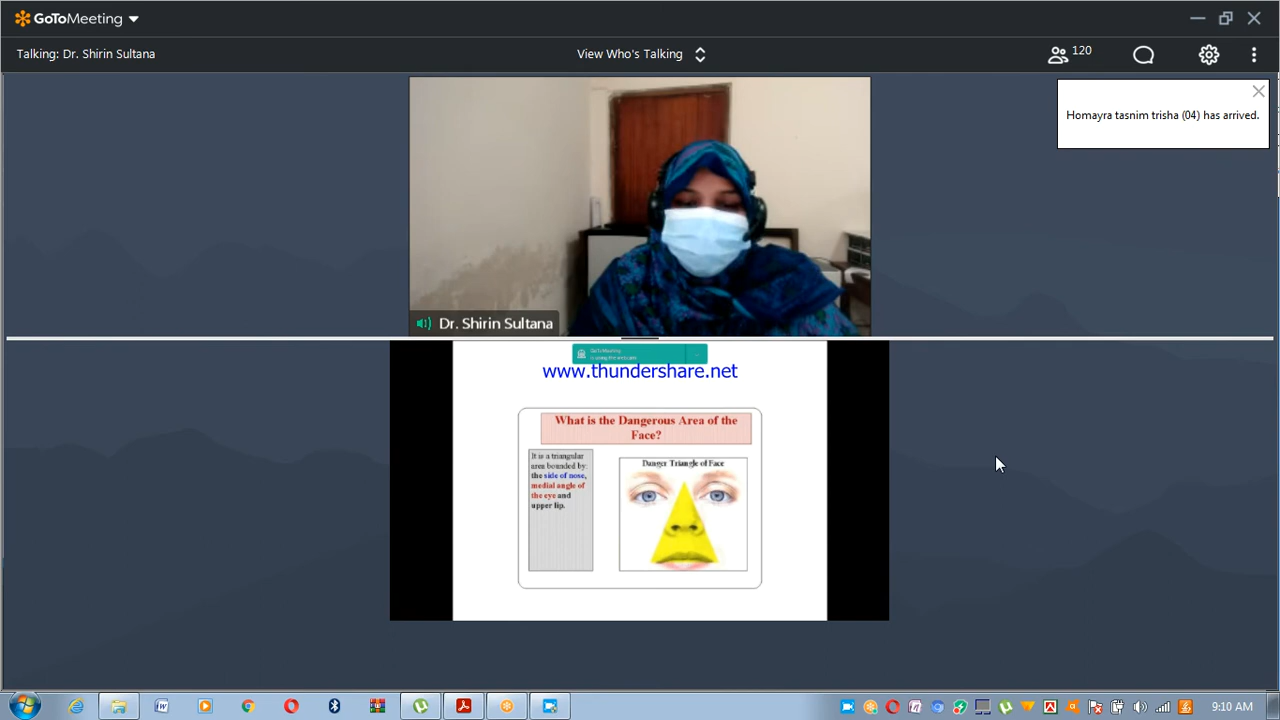 GoToMeeting
Talking: Dr. Shirin Sultana
View Who's Talking
120
Homayra tasnim trisha (04) has arrived.
Dr. Shirin Sultana
GoToMeeting
www.thundershare.net
What is the Dangerous Area of the
Face?
It is a triangular
area bounded by:
the side of nose,
medial angle of
the eye and
upper lip.
Danger Triangle of Face
9:10 AM